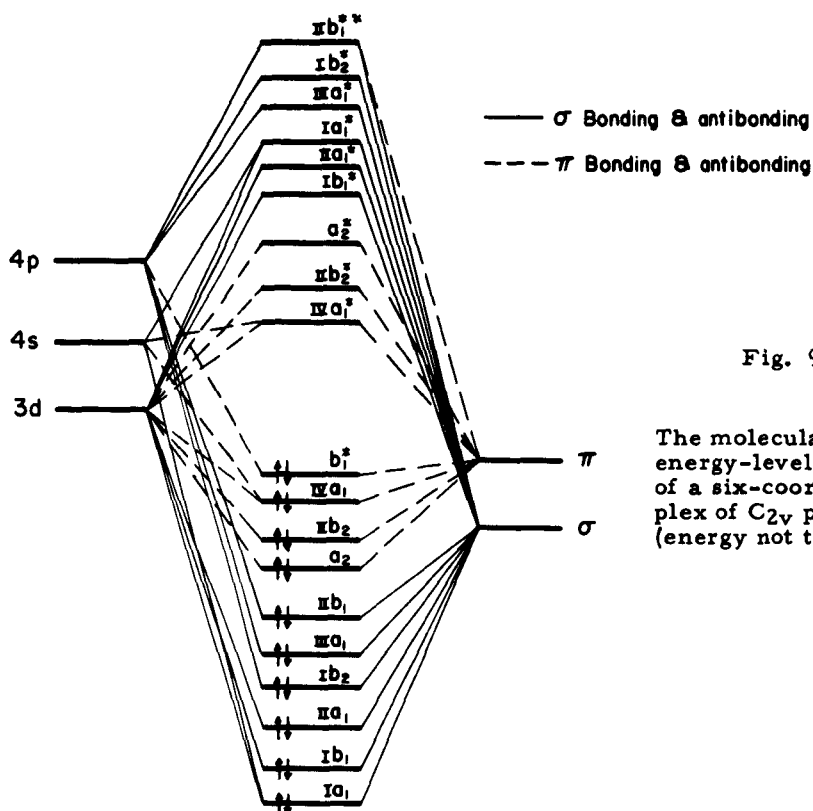 IIb₁**
Ib₂*
IIIa₁*
Ia₁*
IIa₁*
Ib₁*
a₂*
IIb₂*
IVa₁*
4p
4s
3d
b₁*
IVa₁
IIb₂
a₂
IIb₁
IIIa₁
Ib₂
IIa₁
Ib₁
Ia₁
π
σ
σ Bonding & antibonding
π Bonding & antibonding
Fig. 9
The molecula
energy-level
of a six-coor
plex of C₂ᵥ p
(energy not t